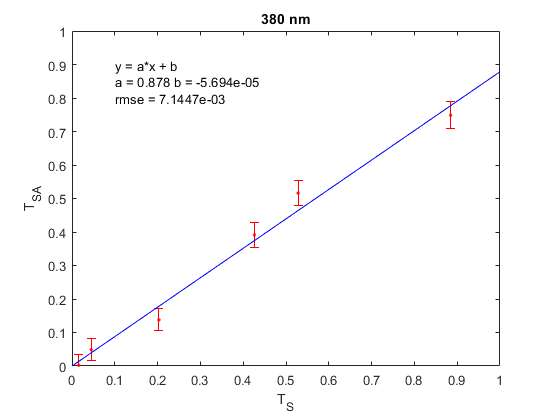 380 nm
y = a*x + b
a = 0.878 b = -5.694e-05
rmse = 7.1447e-03
1
0.9
0.8
0.7
0.6
0.5
0.4
0.3
0.2
0.1
0
T_SA
0 0.1 0.2 0.3 0.4 0.5 0.6 0.7 0.8 0.9 1
T_S